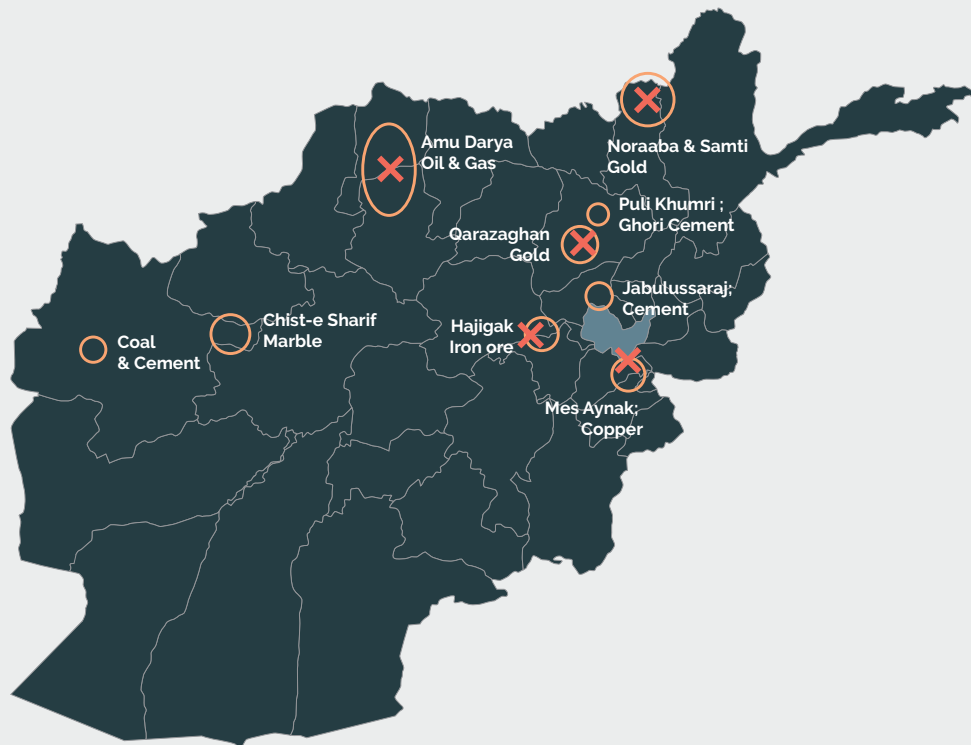 Amu Darya
Oil & Gas
Noraaba & Samti
Gold
Puli Khumri ;
Ghori Cement
Qarazaghan
Gold
Jabulussaraj;
Cement
Chist-e Sharif
Marble
Hajigak
Iron ore
Coal
& Cement
Mes Aynak;
Copper